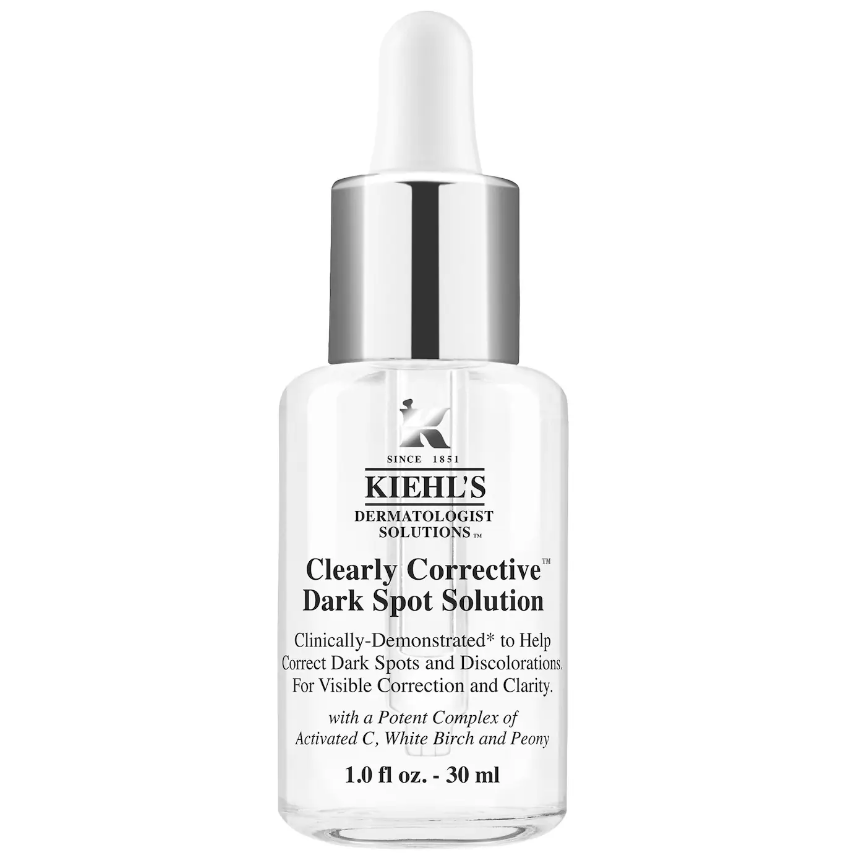 SINCE 1851
KIEHL'S
DERMATOLOGIST
SOLUTIONS™
Clearly Corrective™
Dark Spot Solution
Clinically-Demonstrated* to Help
Correct Dark Spots and Discolorations.
For Visible Correction and Clarity.
with a Potent Complex of
Activated C, White Birch and Peony
1.0 fl oz. - 30 ml